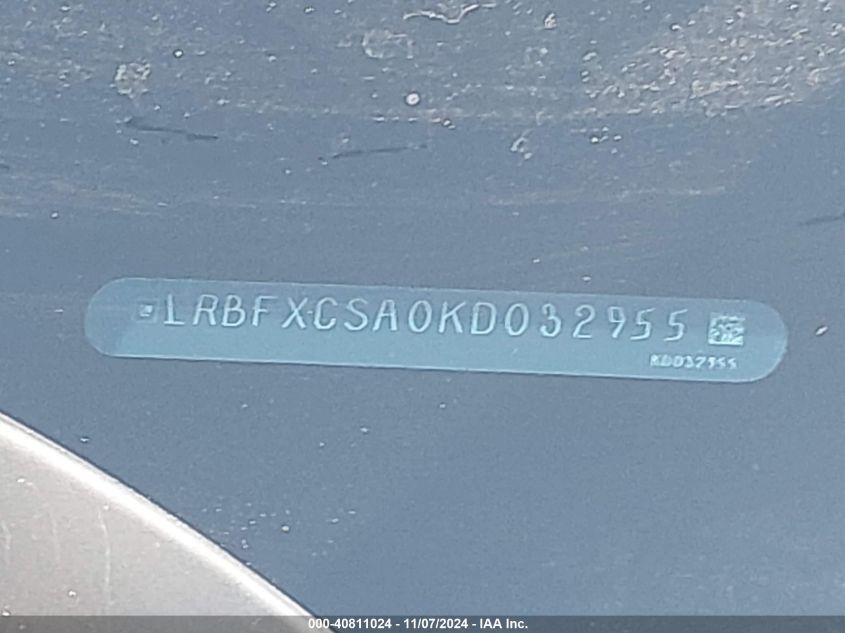 LRBFXCSA0KD032955
KD032955
000-40811024 - 11/07/2024 - IAA Inc.